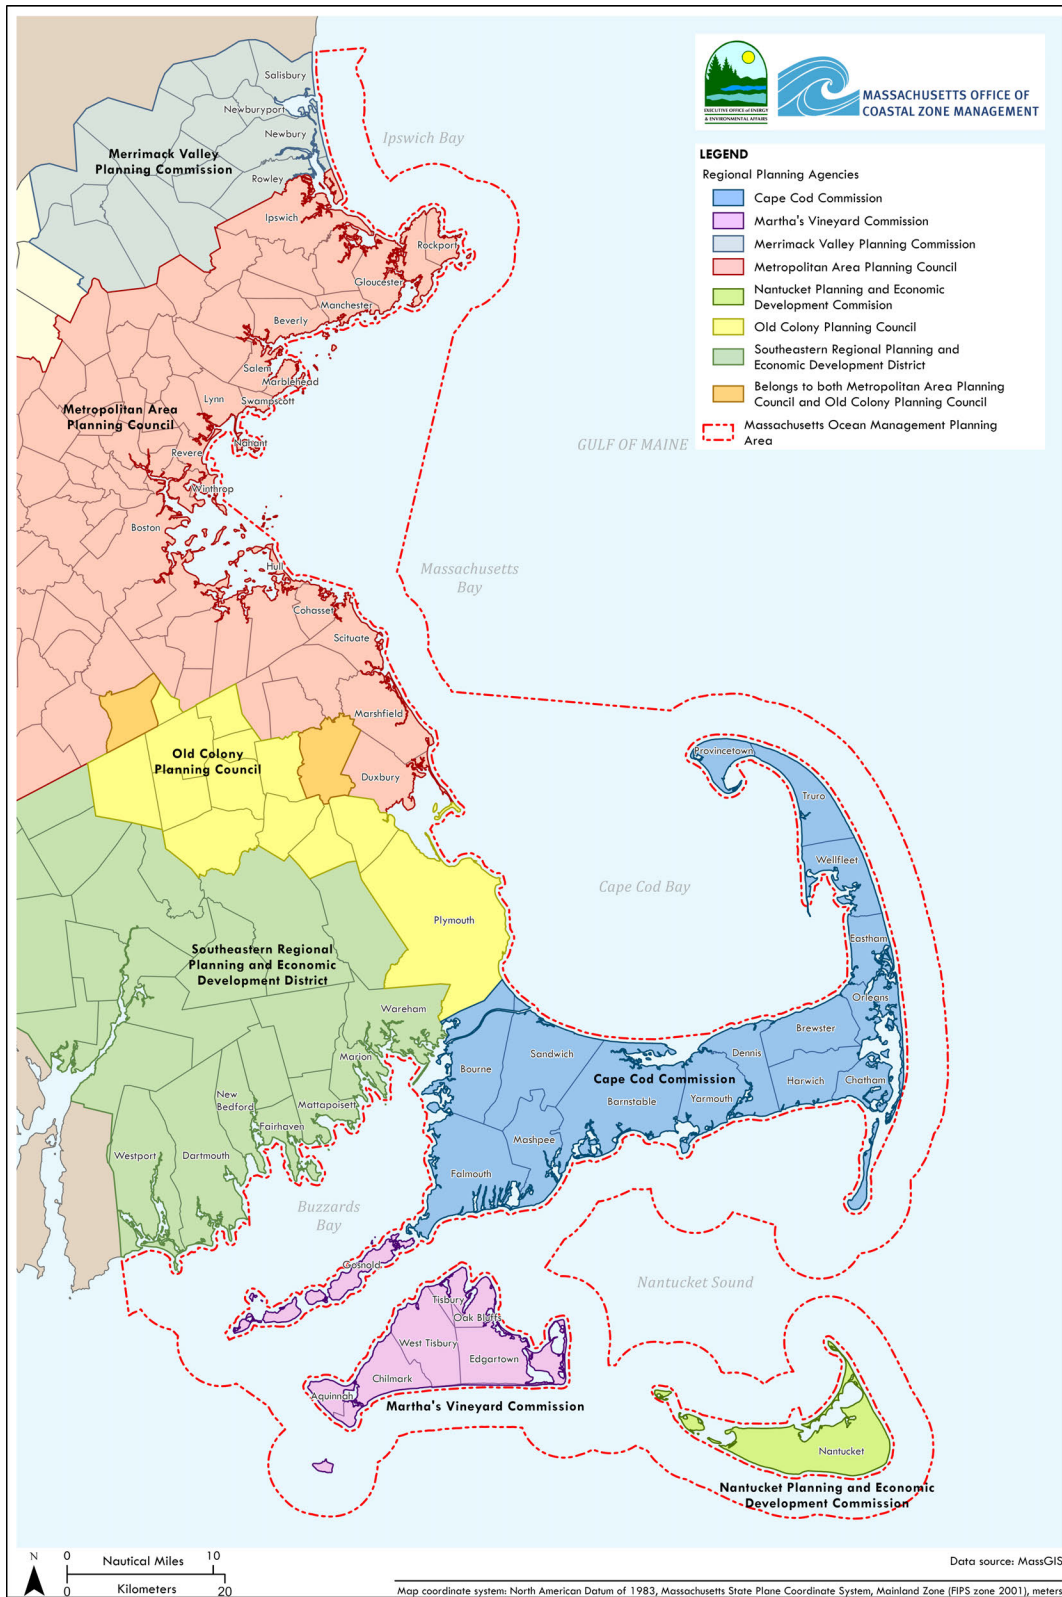 EXECUTIVE OFFICE of ENERGY
& ENVIRONMENTAL AFFAIRS
MASSACHUSETTS OFFICE OF
COASTAL ZONE MANAGEMENT
LEGEND
Regional Planning Agencies
Cape Cod Commission
Martha's Vineyard Commission
Merrimack Valley Planning Commission
Metropolitan Area Planning Council
Nantucket Planning and Economic
Development Commision
Old Colony Planning Council
Southeastern Regional Planning and
Economic Development District
Belongs to both Metropolitan Area Planning
Council and Old Colony Planning Council
Massachusetts Ocean Management Planning
Area
Salisbury
Newburyport
Newbury
Ipswich Bay
Merrimack Valley
Planning Commission
Rowley
Ipswich
Rockport
Gloucester
Manchester
Beverly
Salem
Marblehead
Lynn
Swampscott
Metropolitan Area
Planning Council
Nahant
GULF OF MAINE
Revere
Winthrop
Boston
Hull
Massachusetts
Bay
Cohasset
Scituate
Marshfield
Old Colony
Planning Council
Duxbury
Provincetown
Truro
Wellfleet
Cape Cod Bay
Plymouth
Eastham
Southeastern Regional
Planning and Economic
Development District
Orleans
Wareham
Brewster
Sandwich
Dennis
Marion
Bourne
Cape Cod Commission
Harwich
Chatham
New
Bedford
Mattapoisett
Barnstable
Yarmouth
Fairhaven
Mashpee
Westport
Dartmouth
Falmouth
Buzzards
Bay
Gosnold
Nantucket Sound
Tisbury
Oak Bluffs
West Tisbury
Edgartown
Chilmark
Aquinnah
Martha's Vineyard Commission
Nantucket
Nantucket Planning and Economic
Development Commission
N
0 Nautical Miles 10
0 Kilometers 20
Data source: MassGIS
Map coordinate system: North American Datum of 1983, Massachusetts State Plane Coordinate System, Mainland Zone (FIPS zone 2001), meters